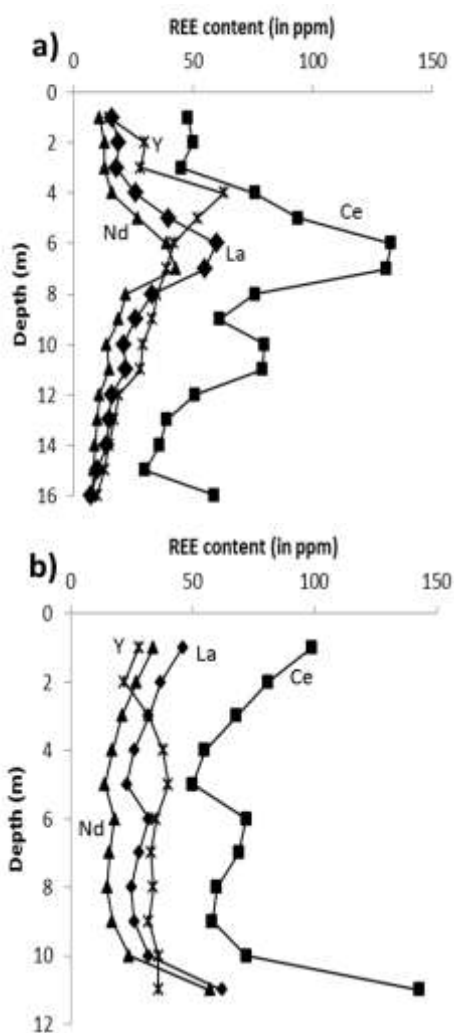 a)
REE content (in ppm)
0 50 100 150
0
2
4
6
8
10
12
14
16
Depth (m)
Y
Nd
La
Ce
b)
REE content (in ppm)
0 50 100 150
0
2
4
6
8
10
12
Depth (m)
Y
La
Ce
Nd